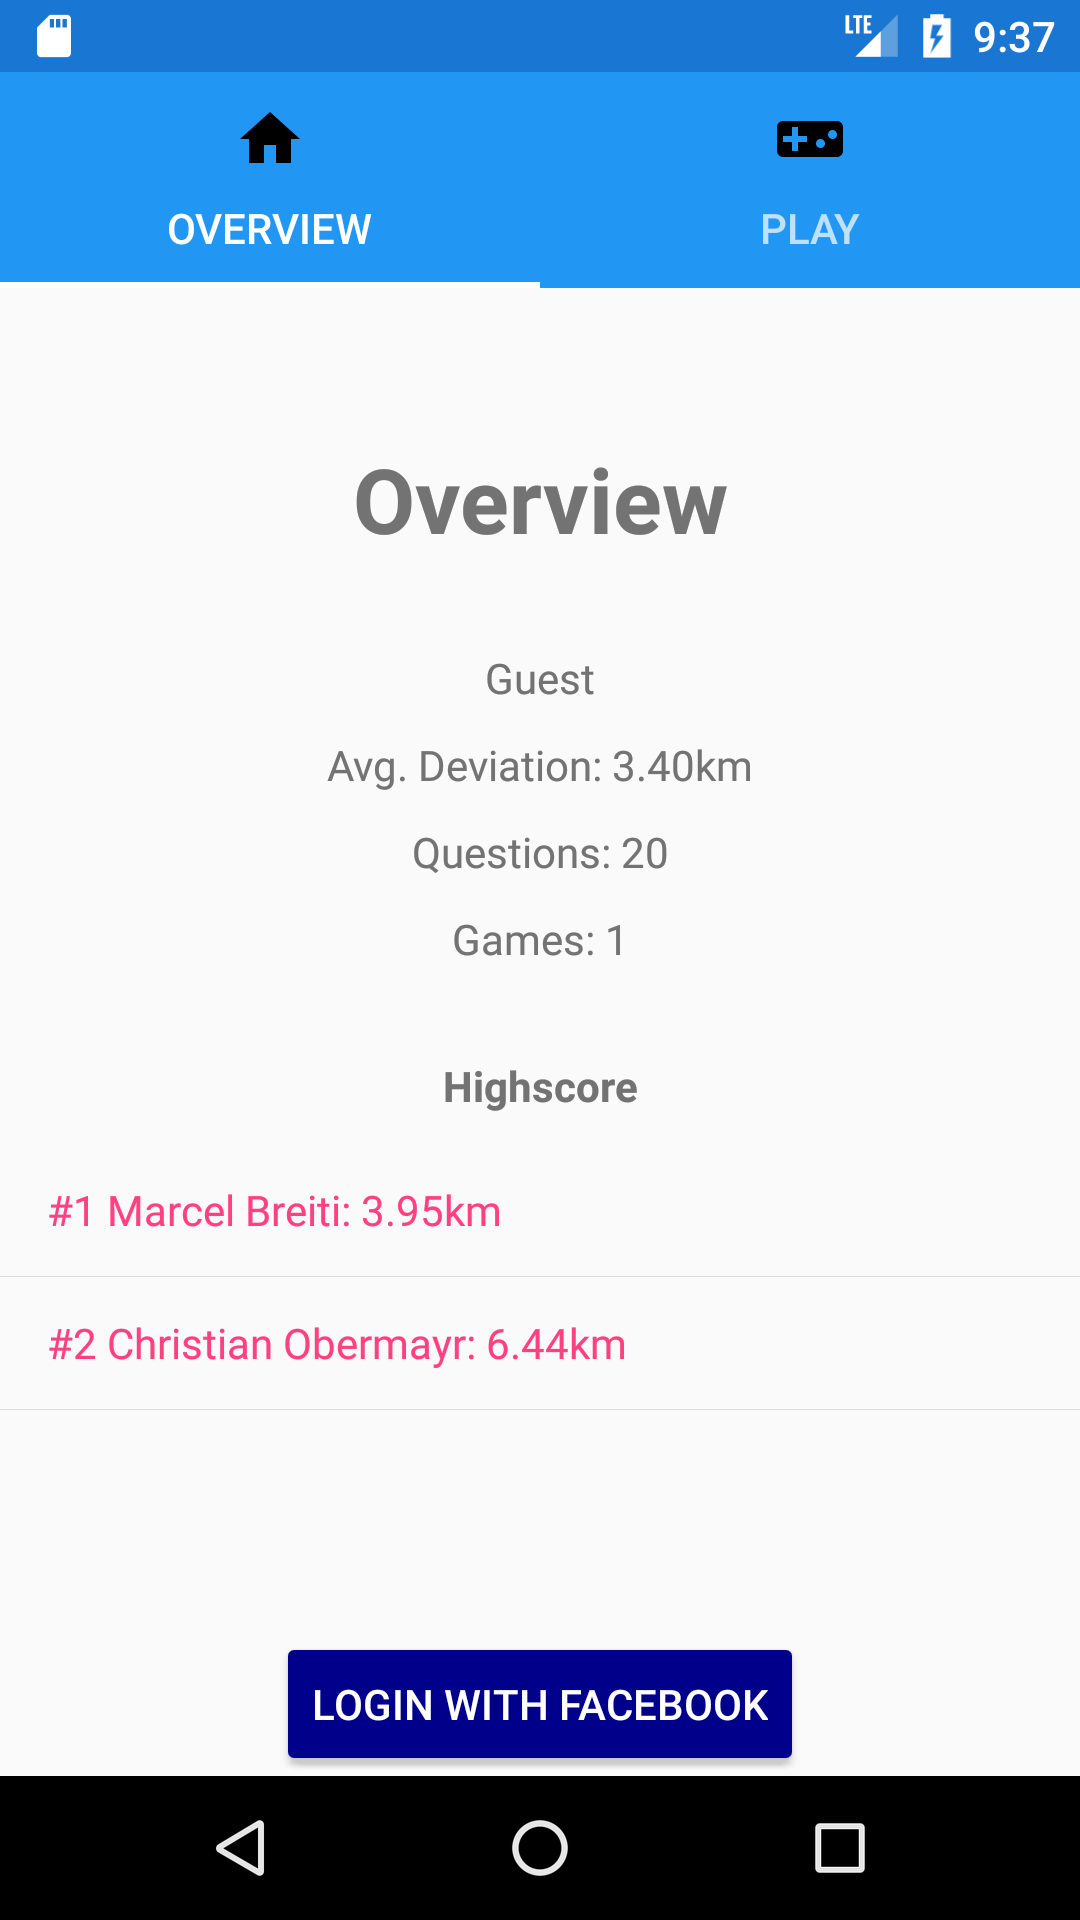 LTE 9:37
OVERVIEW PLAY
Overview
Guest
Avg. Deviation: 3.40km
Questions: 20
Games: 1
Highscore
#1 Marcel Breiti: 3.95km
#2 Christian Obermayr: 6.44km
LOGIN WITH FACEBOOK